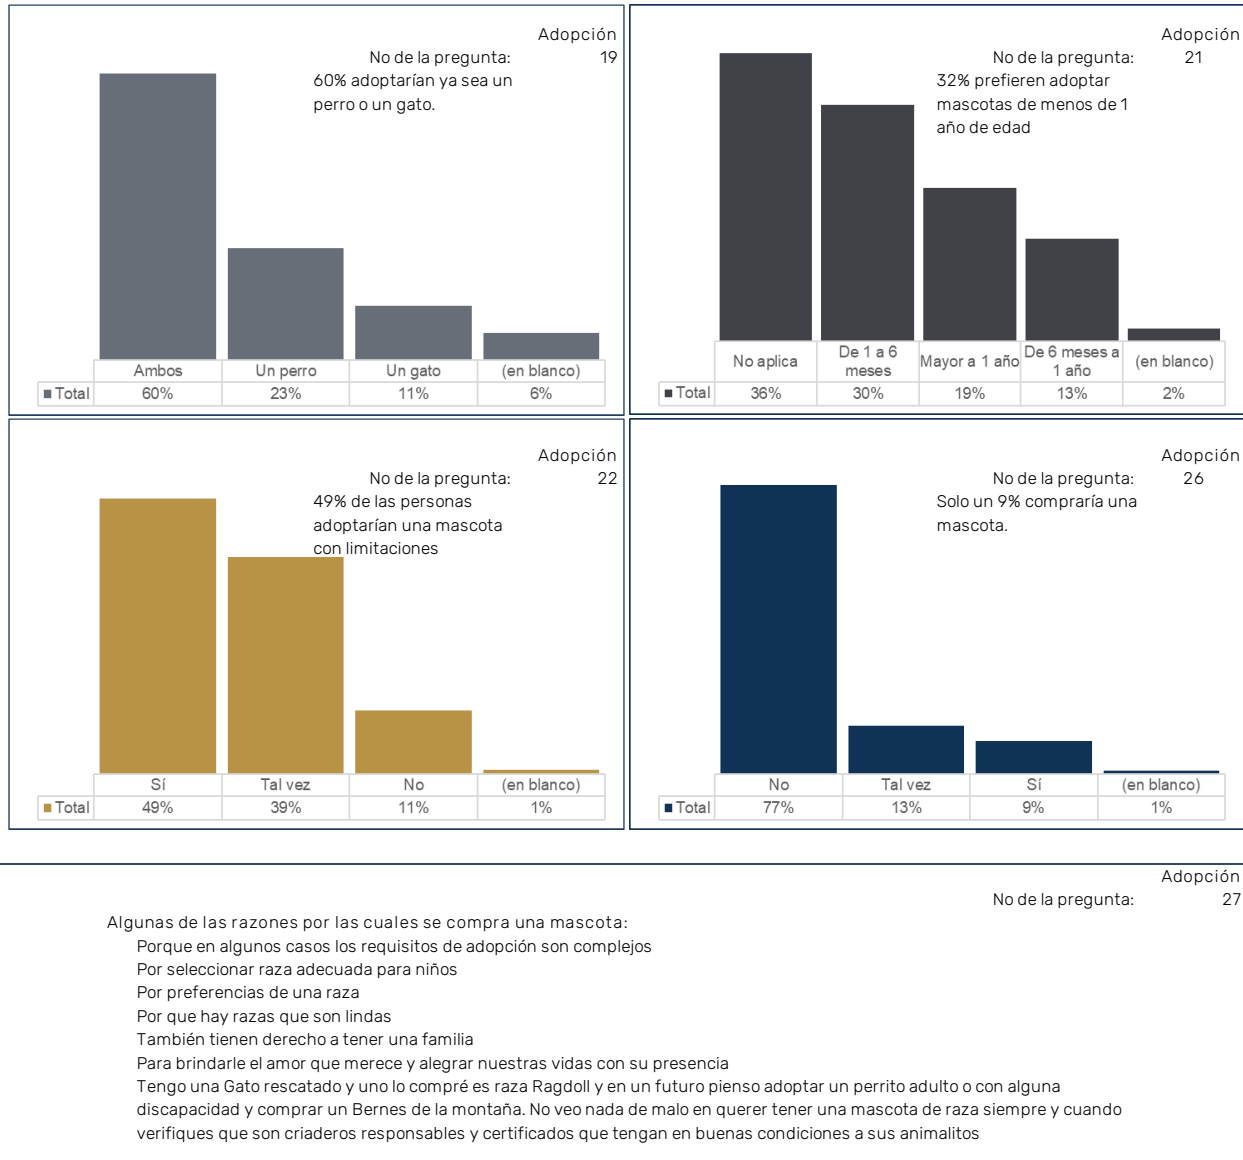 Adopción
No de la pregunta: 19
60% adoptarían ya sea un
perro o un gato.
Ambos Un perro Un gato (en blanco)
Total 60% 23% 11% 6%
Adopción
No de la pregunta: 21
32% prefieren adoptar
mascotas de menos de 1
año de edad
No aplica De 1 a 6 meses Mayor a 1 año De 6 meses a 1 año (en blanco)
Total 36% 30% 19% 13% 2%
Adopción
No de la pregunta: 22
49% de las personas
adoptarían una mascota
con limitaciones
Sí Tal vez No (en blanco)
Total 49% 39% 11% 1%
Adopción
No de la pregunta: 26
Solo un 9% compraría una
mascota.
No Tal vez Sí (en blanco)
Total 77% 13% 9% 1%
Adopción
No de la pregunta: 27
Algunas de las razones por las cuales se compra una mascota:
Porque en algunos casos los requisitos de adopción son complejos
Por seleccionar raza adecuada para niños
Por preferencias de una raza
Por que hay razas que son lindas
También tienen derecho a tener una familia
Para brindarle el amor que merece y alegrar nuestras vidas con su presencia
Tengo una Gato rescatado y uno lo compré es raza Ragdoll y en un futuro pienso adoptar un perrito adulto o con alguna
discapacidad y comprar un Bernes de la montaña. No veo nada de malo en querer tener una mascota de raza siempre y cuando
verifiques que son criaderos responsables y certificados que tengan en buenas condiciones a sus animalitos